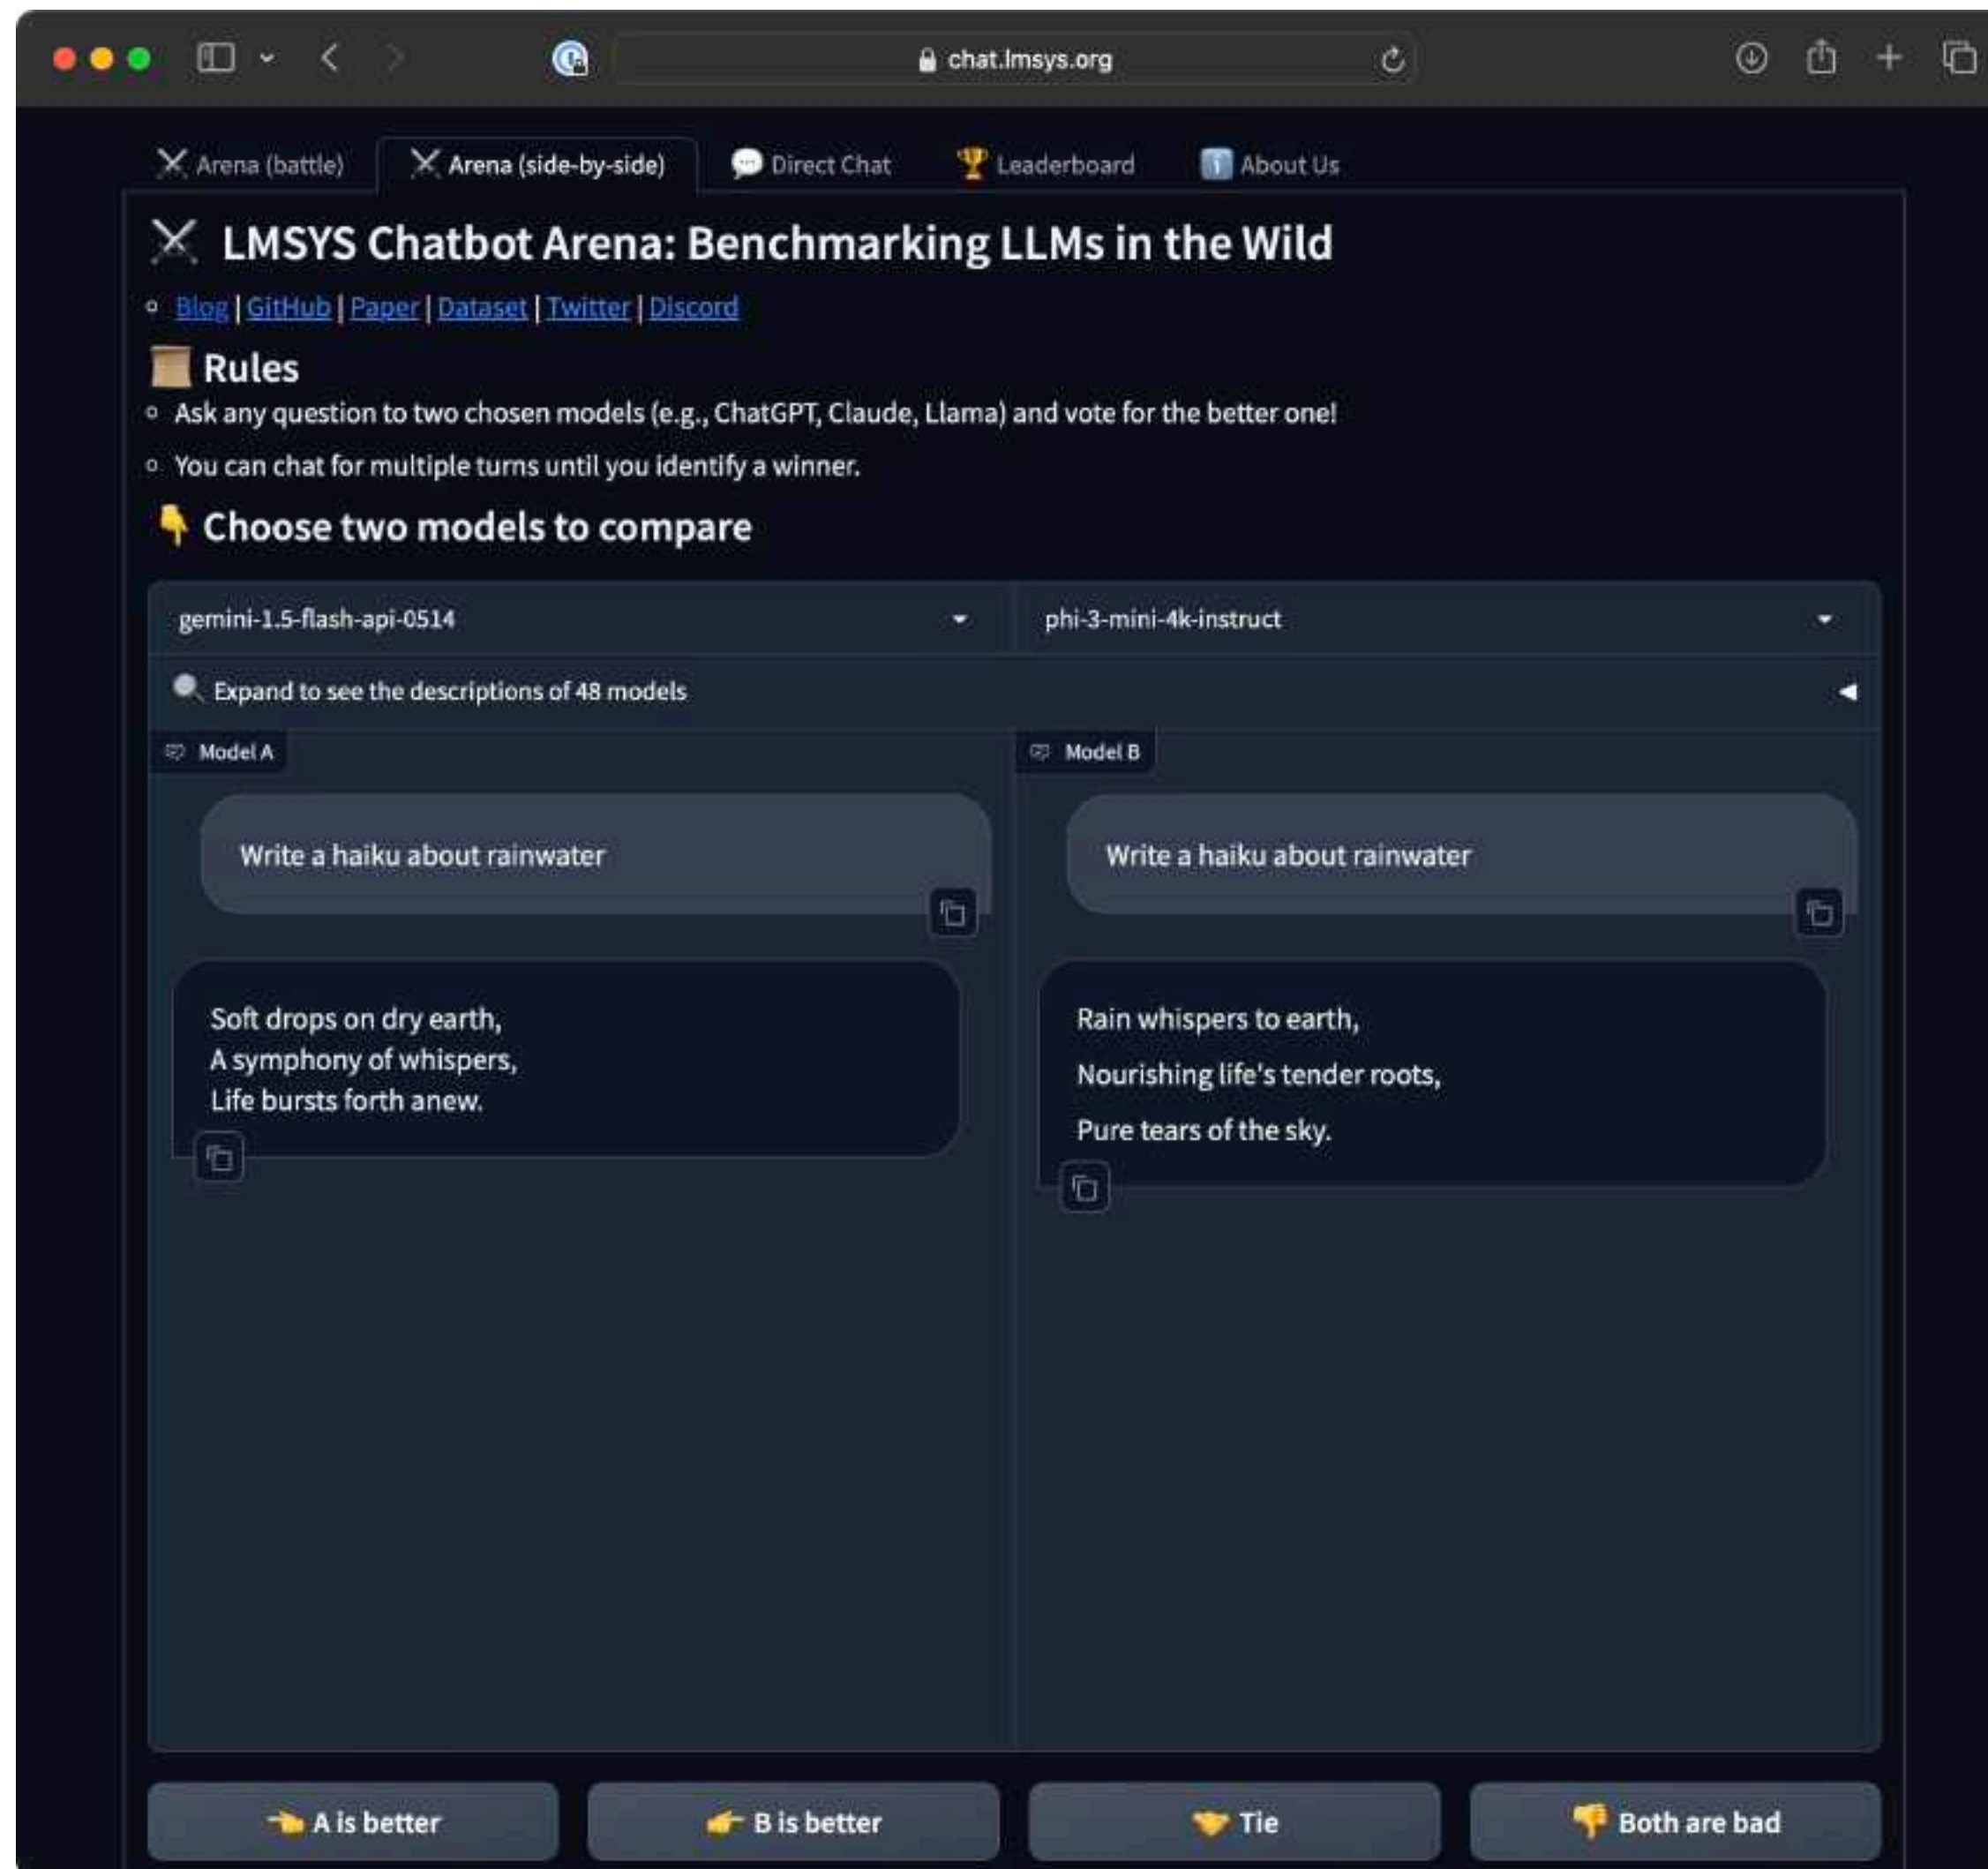 chat.lmsys.org
Arena (battle) Arena (side-by-side) Direct Chat Leaderboard About Us
LMSYS Chatbot Arena: Benchmarking LLMs in the Wild
Blog | GitHub | Paper | Dataset | Twitter | Discord
Rules
Ask any question to two chosen models (e.g., ChatGPT, Claude, Llama) and vote for the better one!
You can chat for multiple turns until you identify a winner.
Choose two models to compare
gemini-1.5-flash-api-0514
phi-3-mini-4k-instruct
Expand to see the descriptions of 48 models
Model A
Write a haiku about rainwater
Soft drops on dry earth,
A symphony of whispers,
Life bursts forth anew.
Model B
Write a haiku about rainwater
Rain whispers to earth,
Nourishing life's tender roots,
Pure tears of the sky.
A is better
B is better
Tie
Both are bad